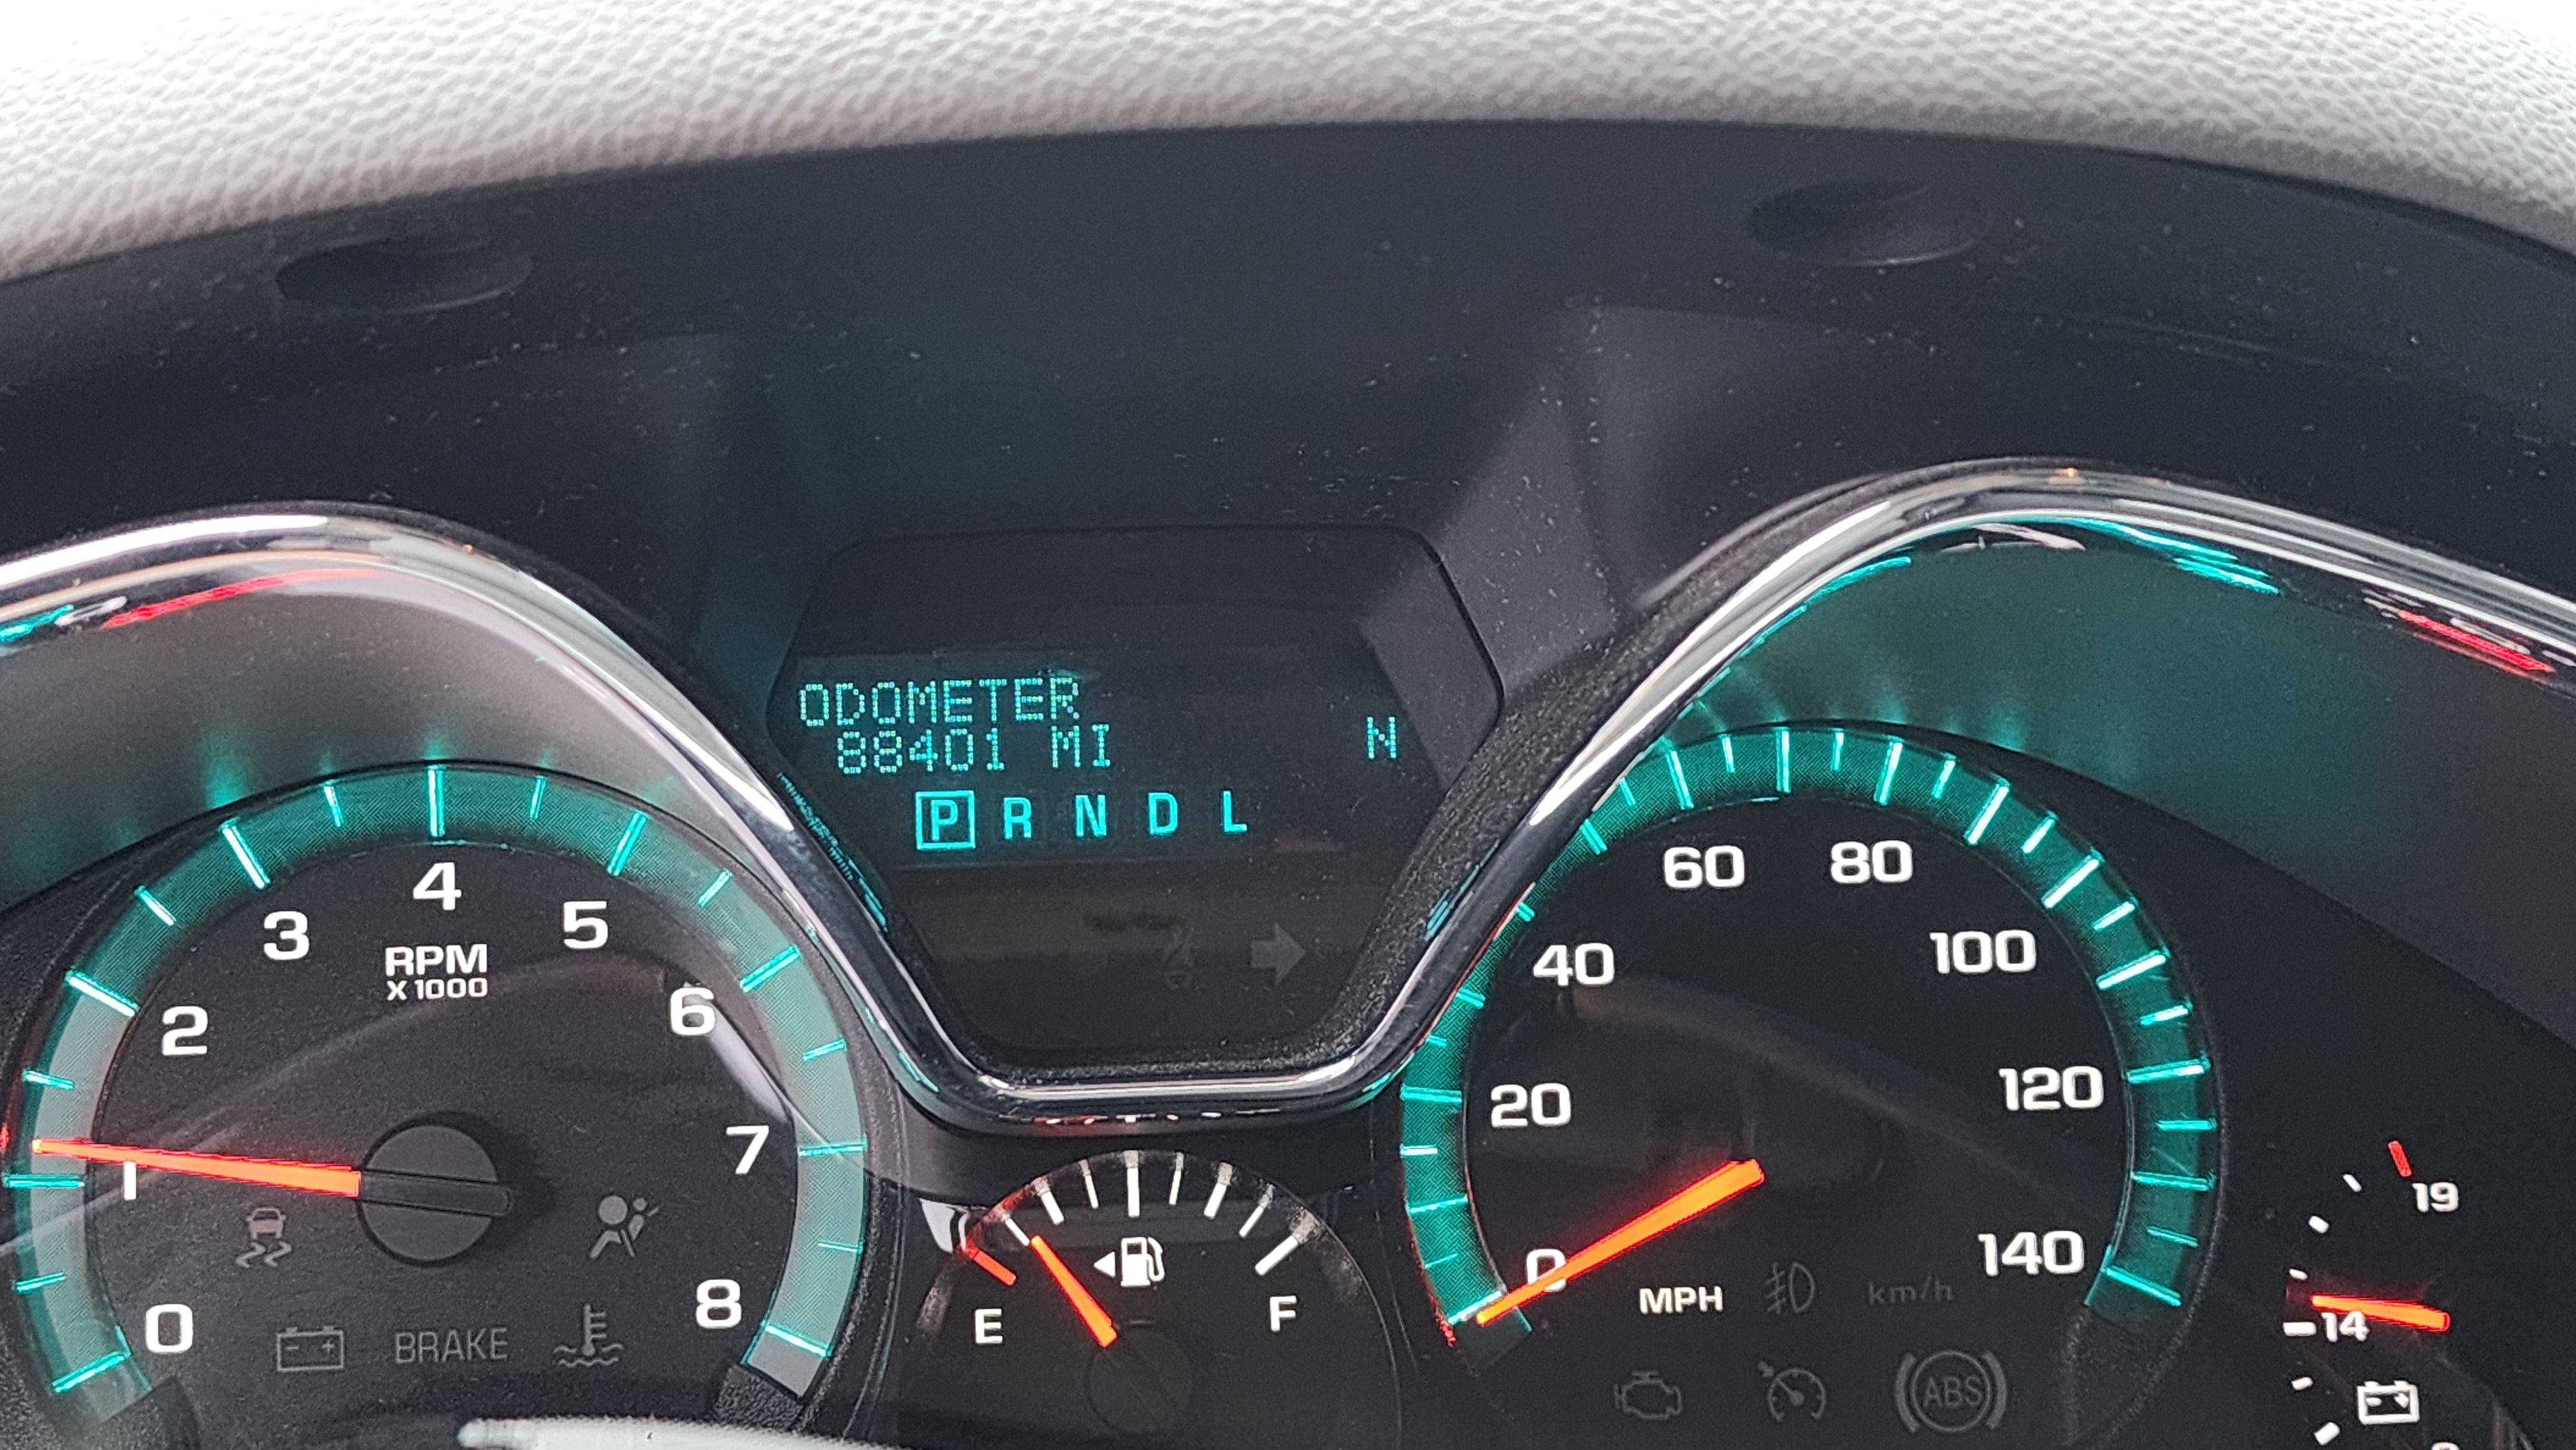 ODOMETER
88401 MI N
P R N D L
0 1 2 3 4 5 6 7 8
RPM
X 1000
BRAKE
E F
0 20 40 60 80 100 120 140
MPH
km/h
ABS
19
14